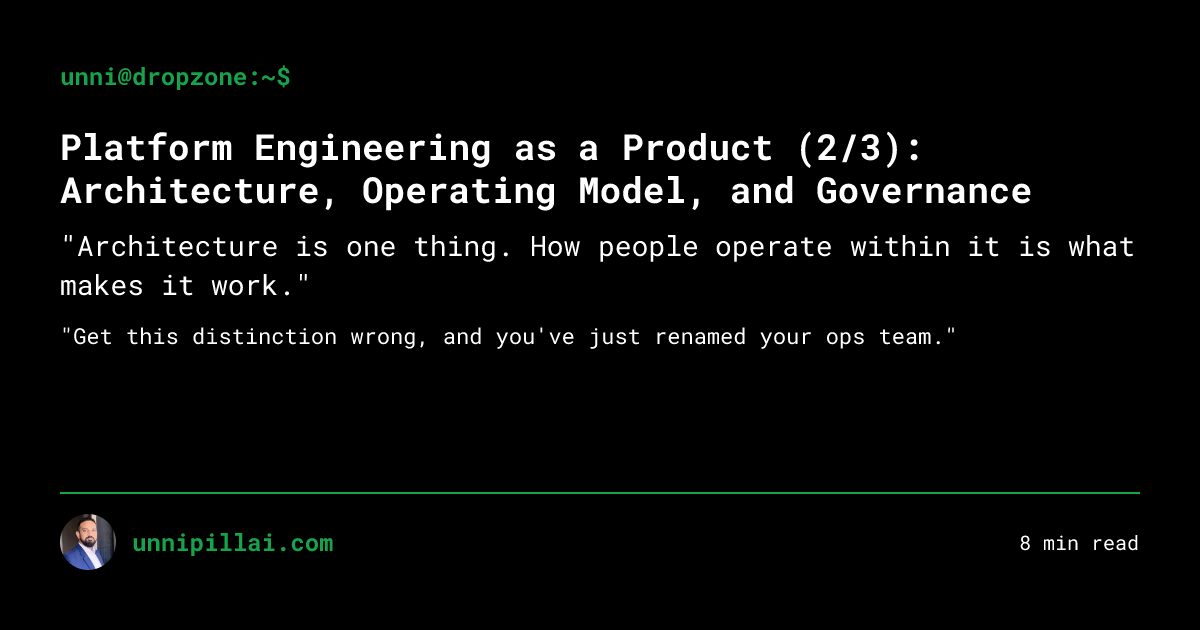 unni@dropzone:~$
Platform Engineering as a Product (2/3):
Architecture, Operating Model, and Governance
"Architecture is one thing. How people operate within it is what
makes it work."
"Get this distinction wrong, and you've just renamed your ops team."
unnipillai.com
8 min read